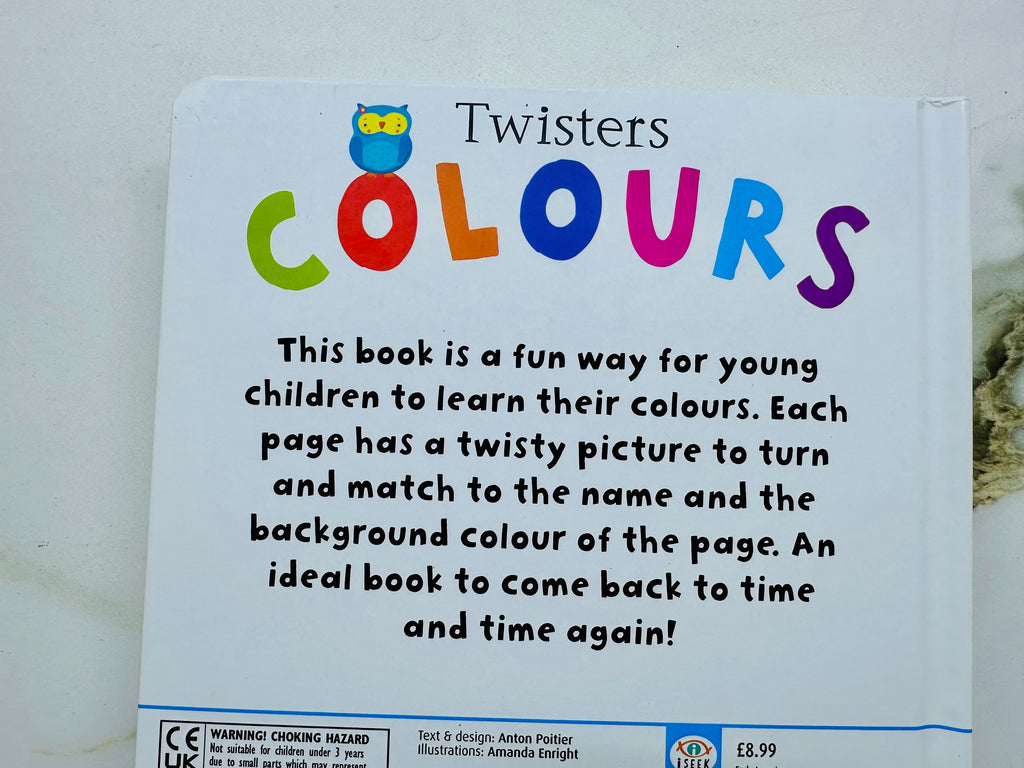 Twisters
COLOURS
This book is a fun way for young
children to learn their colours. Each
page has a twisty picture to turn
and match to the name and the
background colour of the page. An
ideal book to come back to time
and time again!
CE
UK
WARNING! CHOKING HAZARD
Not suitable for children under 3 years
due to small parts which may represent
Text & design: Anton Poitier
Illustrations: Amanda Enright
iSEEK
£8.99